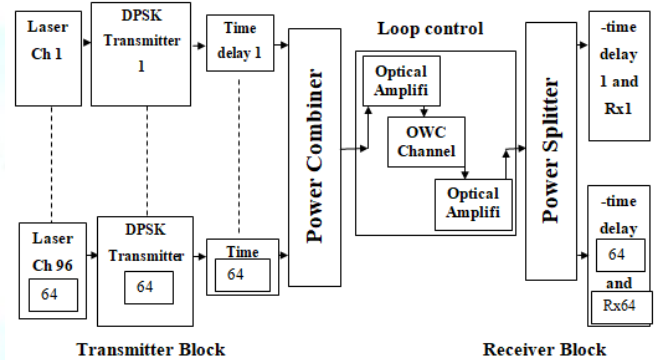 Laser
Ch 1
DPSK
Transmitter
1
Time
delay 1
Power Combiner
Loop control
Optical
Amplifi
OWC
Channel
Optical
Amplifi
Power Splitter
-time
delay
1 and
Rx1
Laser
Ch 96
64
DPSK
Transmitter
64
Time
64
-time
delay
64
and
Rx64
Transmitter Block
Receiver Block